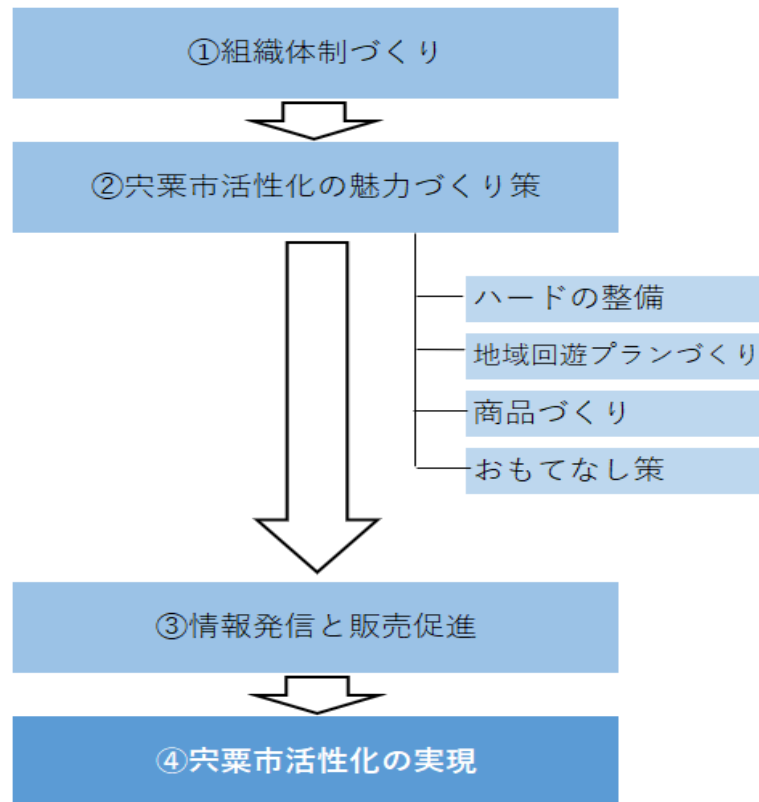 ①組織体制づくり
②宍粟市活性化の魅力づくり策
ハードの整備
地域回遊プランづくり
商品づくり
おもてなし策
③情報発信と販売促進
④宍粟市活性化の実現